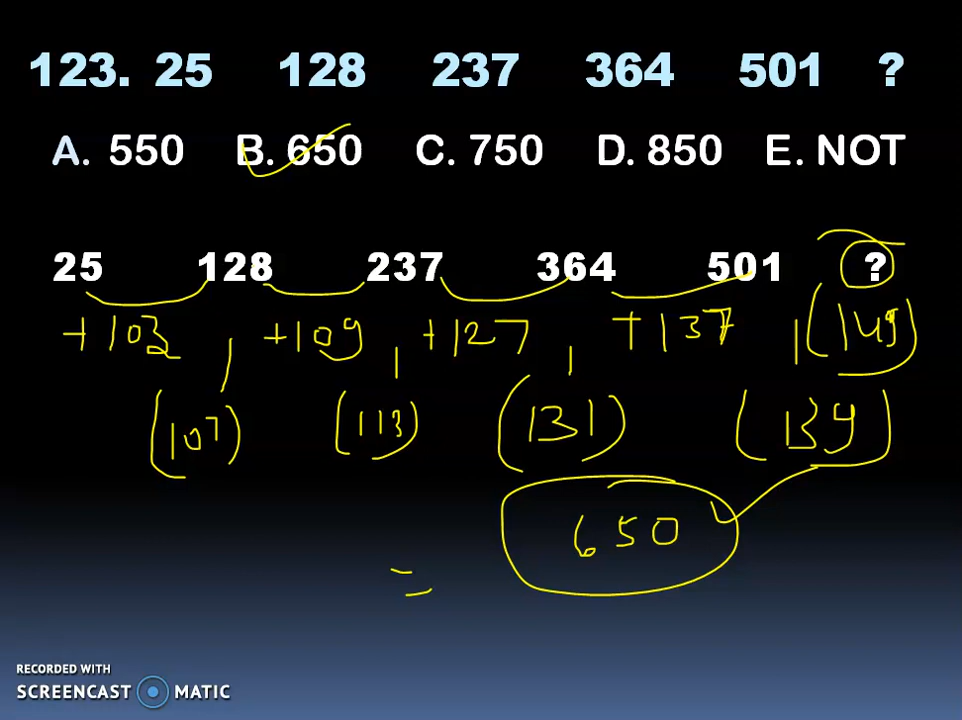 123. 25 128 237 364 501 ?
A. 550 B. 650 C. 750 D. 850 E. NOT
25 128 237 364 501 ?
+103 , +109 , +127 , +137 , (149)
(107) (113) (131) (139)
= 650
RECORDED WITH
SCREENCAST MATIC